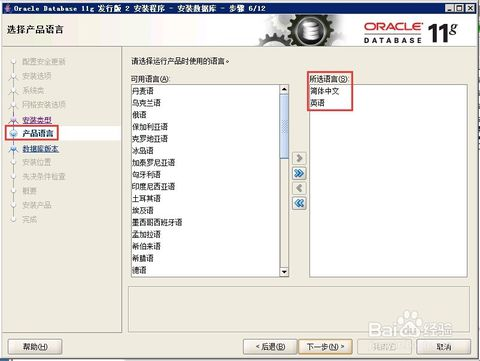 Oracle Database 11g 发行版 2 安装程序 - 安装数据库 - 步骤 6/12
选择产品语言
ORACLE
DATABASE 11g
配置安全更新
安装选项
系统类
网格安装选项
安装类型
产品语言
数据库版本
安装位置
先决条件检查
概要
安装产品
完成
请选择运行产品时使用的语言。
可用语言(A):
丹麦语
乌克兰语
俄语
保加利亚语
克罗地亚语
冰岛语
加泰罗尼亚语
匈牙利语
印度尼西亚语
土耳其语
埃及语
墨西哥西班牙语
孟加拉语
希伯来语
希腊语
德语
所选语言(S):
简体中文
英语
帮助(H)
< 后退(B)
下一步(N) >
完成(F)
取消
Baidu经验